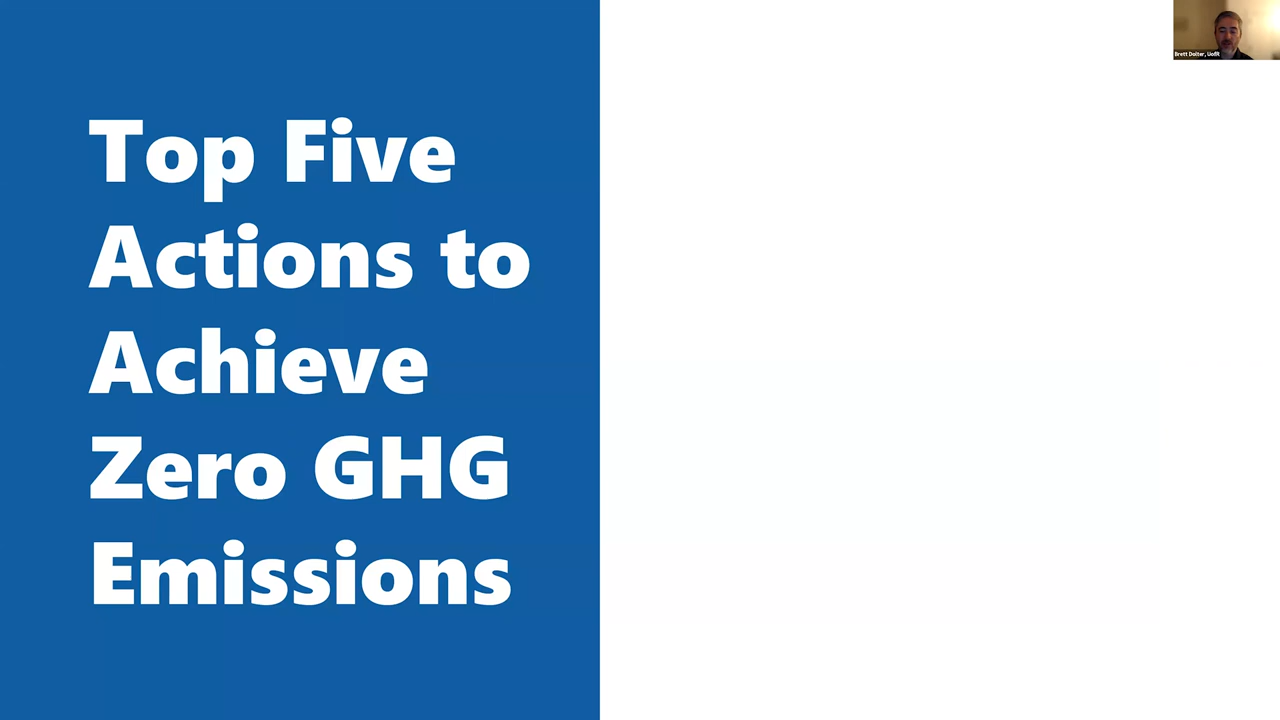 Top Five
Actions to
Achieve
Zero GHG
Emissions
Brett Dolter, UofR